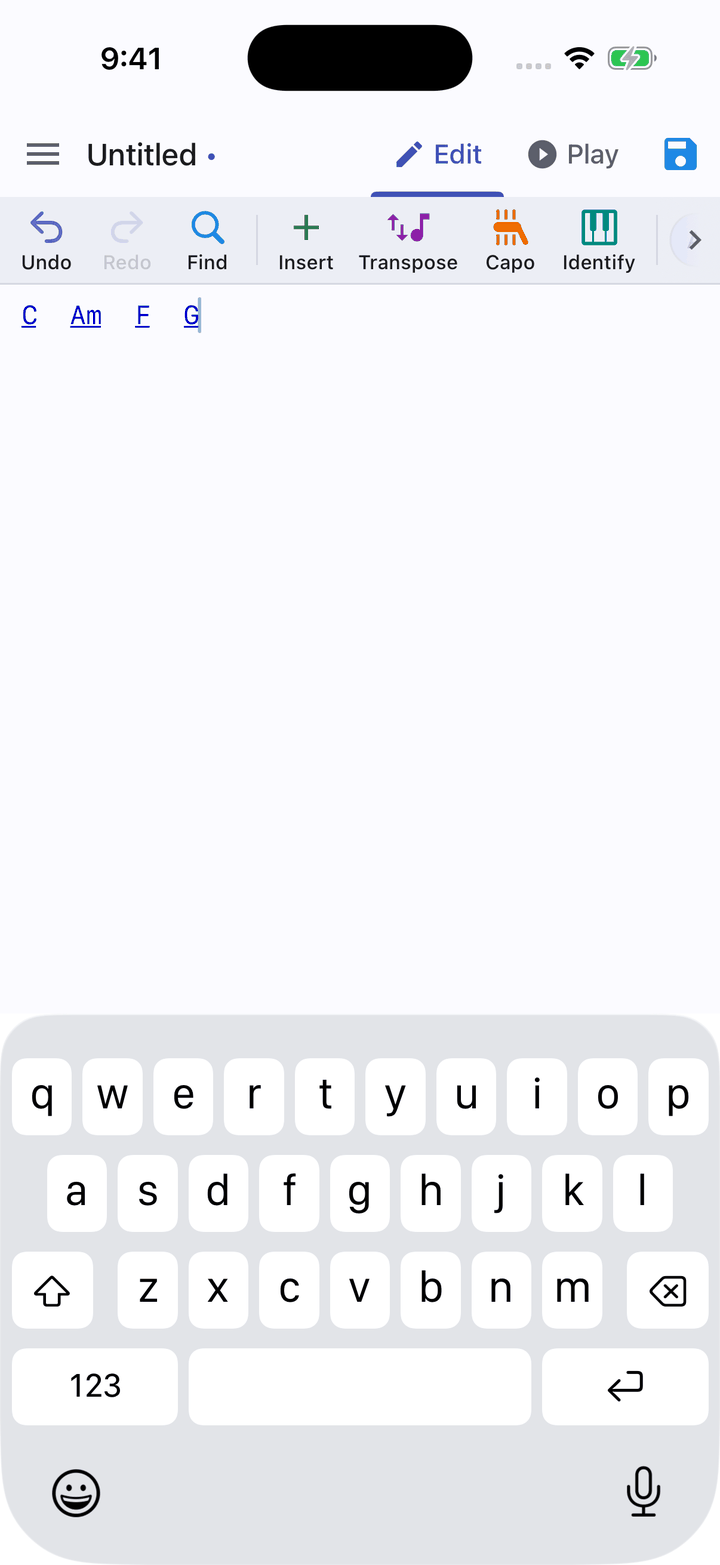 9:41
Untitled •
Edit
Play
Undo
Redo
Find
Insert
Transpose
Capo
Identify
C Am F G
q w e r t y u i o p
a s d f g h j k l
z x c v b n m
123